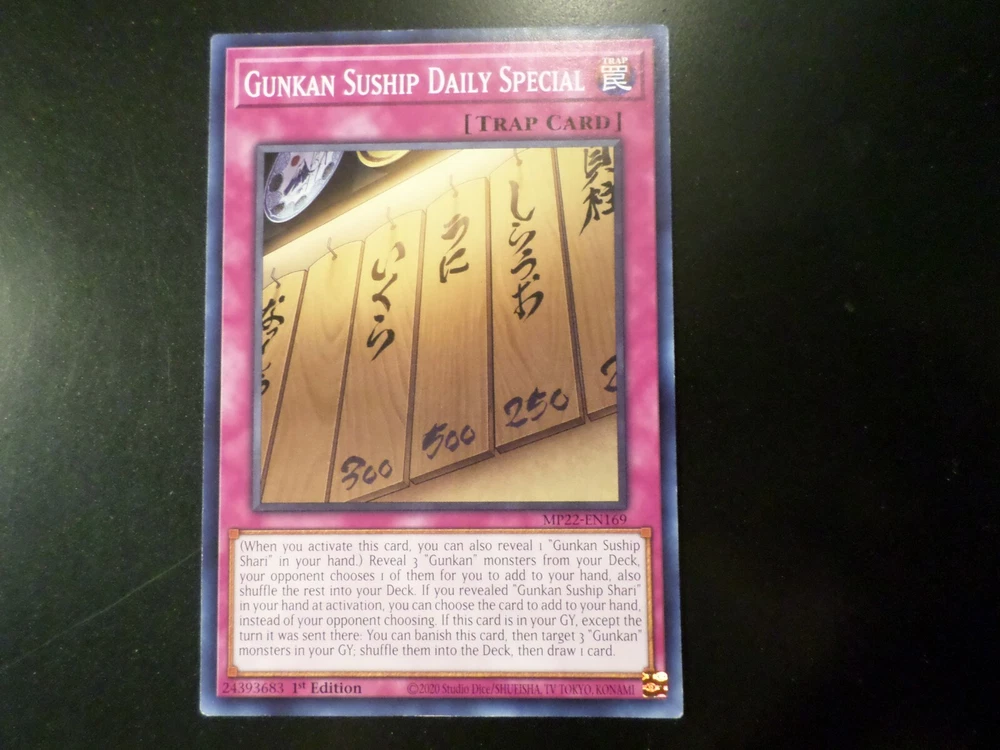 GUNKAN SUSHIP DAILY SPECIAL
TRAP
罠
[TRAP CARD]
いくら
うに
しらうお
貝柱
300
500
250
2
MP22-EN169
(When you activate this card, you can also reveal 1 "Gunkan Suship
Shari" in your hand.) Reveal 3 "Gunkan" monsters from your Deck,
your opponent chooses 1 of them for you to add to your hand, also
shuffle the rest into your Deck. If you revealed "Gunkan Suship Shari"
in your hand at activation, you can choose the card to add to your hand,
instead of your opponent choosing. If this card is in your GY, except the
turn it was sent there: You can banish this card, then target 3 "Gunkan"
monsters in your GY; shuffle them into the Deck, then draw 1 card.
24393683 1st Edition ©2020 Studio Dice/SHUEISHA, TV TOKYO, KONAMI